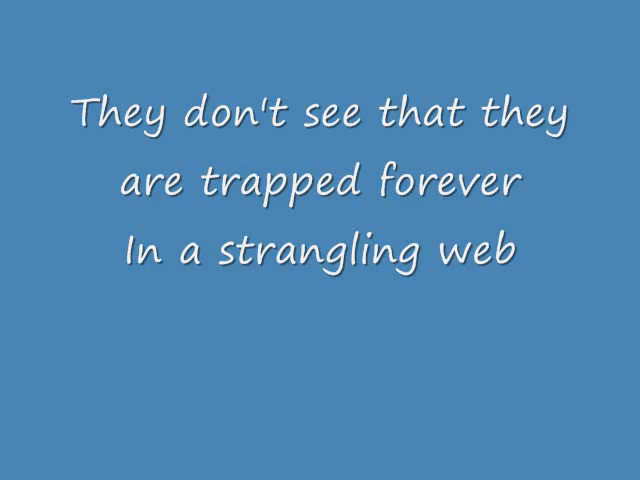 They don't see that they
are trapped forever
In a strangling web